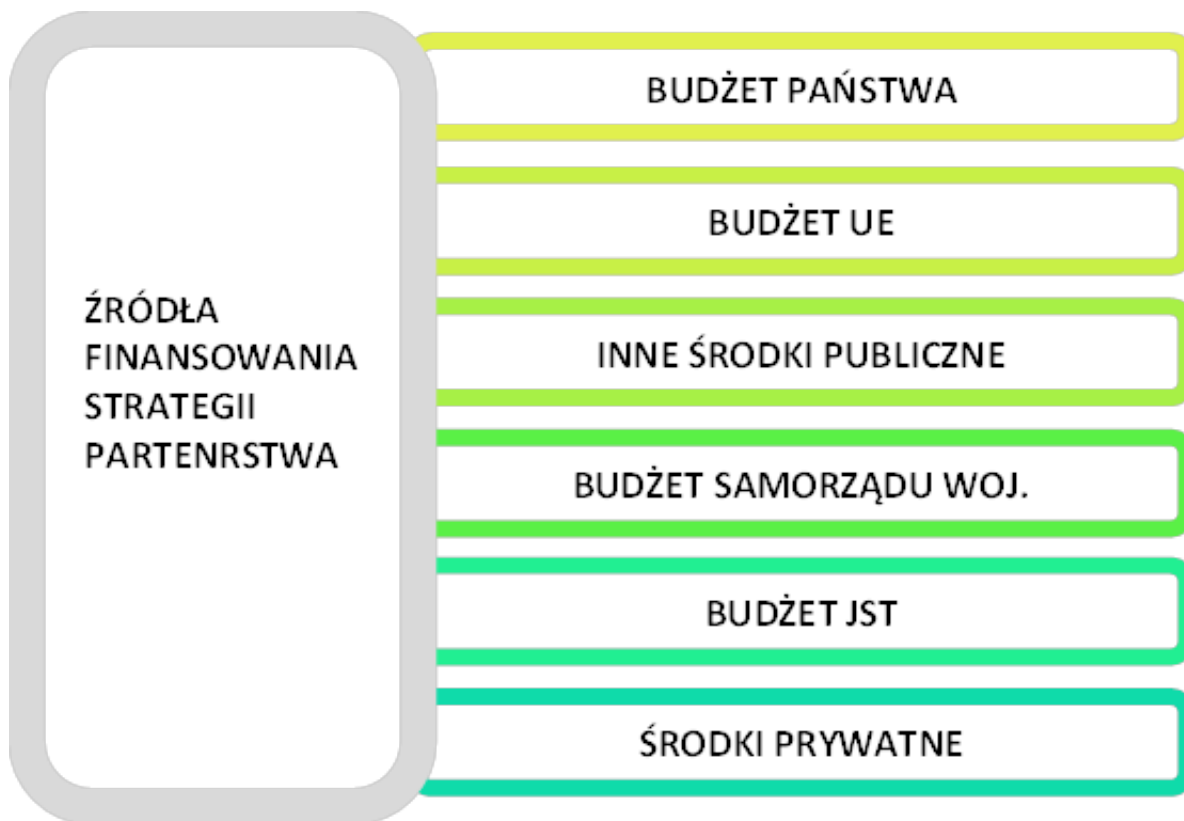 ŹRÓDŁA
FINANSOWANIA
STRATEGII
PARTENRSTWA
BUDŻET PAŃSTWA
BUDŻET UE
INNE ŚRODKI PUBLICZNE
BUDŻET SAMORZĄDU WOJ.
BUDŻET JST
ŚRODKI PRYWATNE